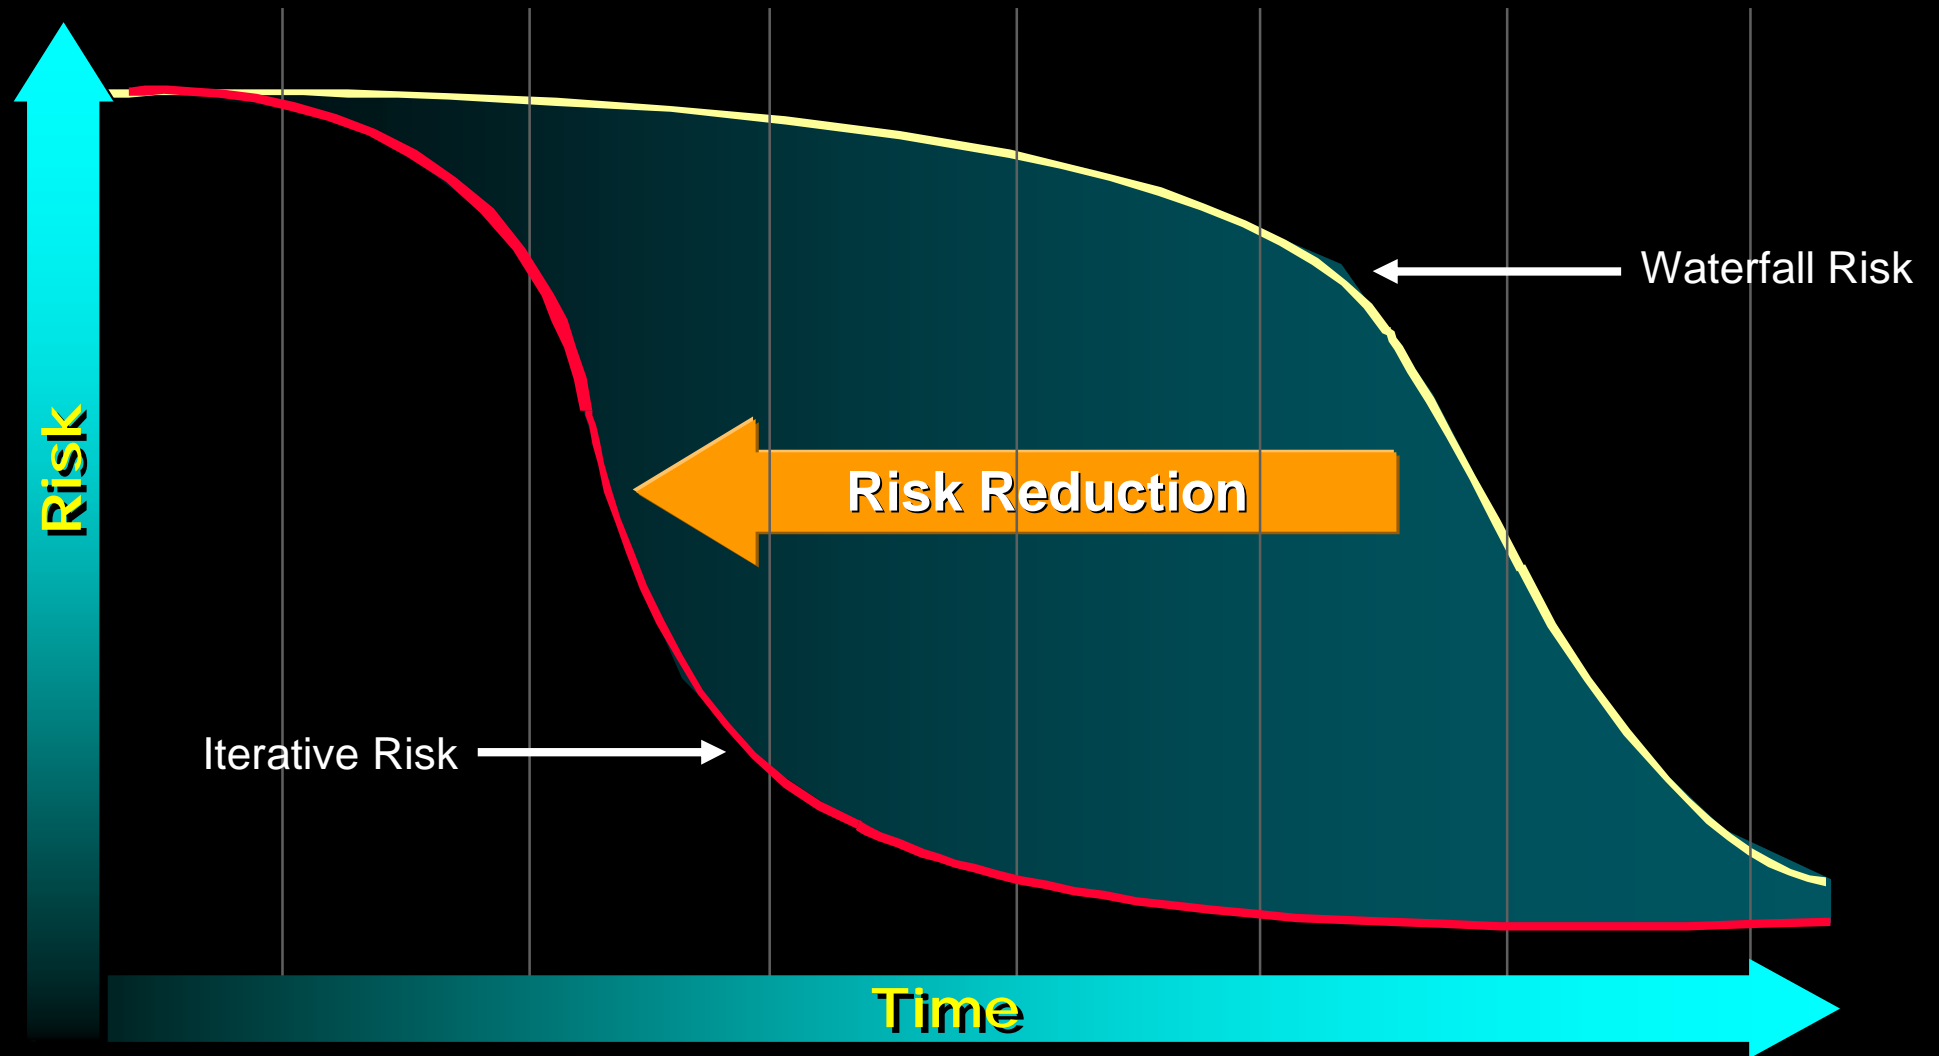 Waterfall Risk
Risk
Risk Reduction
Iterative Risk
Time